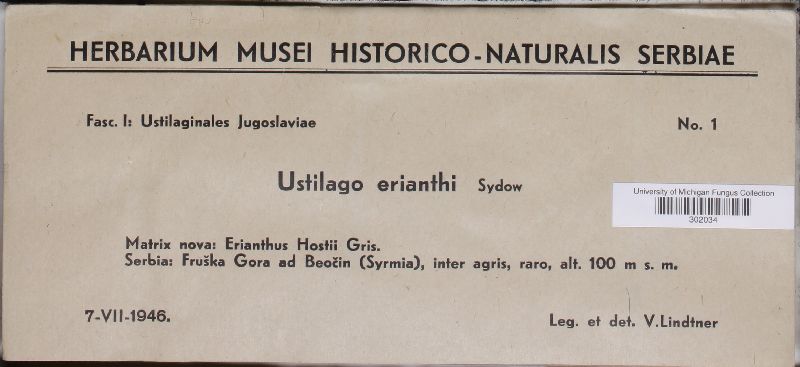 HERBARIUM MUSEI HISTORICO-NATURALIS SERBIAE
Fasc. I: Ustilaginales Jugoslaviae No. 1
Ustilago erianthi Sydow
University of Michigan Fungus Collection
302034
Matrix nova: Erianthus Hostii Gris.
Serbia: Fruška Gora ad Beočin (Syrmia), inter agris, raro, alt. 100 m s. m.
7-VII-1946. Leg. et det. V.Lindtner